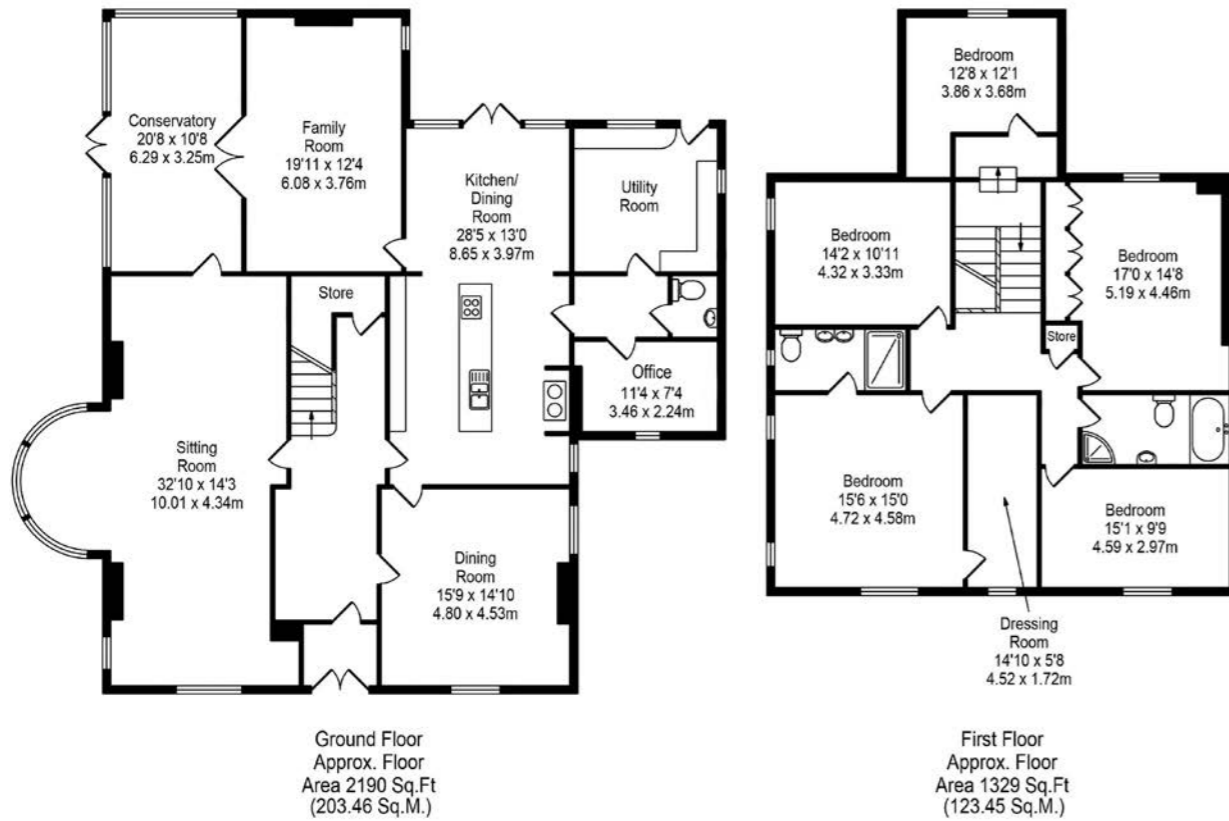 Conservatory
20'8 x 10'8
6.29 x 3.25m
Family
Room
19'11 x 12'4
6.08 x 3.76m
Kitchen/
Dining
Room
28'5 x 13'0
8.65 x 3.97m
Utility
Room
Store
Office
11'4 x 7'4
3.46 x 2.24m
Sitting
Room
32'10 x 14'3
10.01 x 4.34m
Dining
Room
15'9 x 14'10
4.80 x 4.53m
Ground Floor
Approx. Floor
Area 2190 Sq.Ft
(203.46 Sq.M.)
Bedroom
12'8 x 12'1
3.86 x 3.68m
Bedroom
14'2 x 10'11
4.32 x 3.33m
Bedroom
17'0 x 14'8
5.19 x 4.46m
Store
Bedroom
15'6 x 15'0
4.72 x 4.58m
Bedroom
15'1 x 9'9
4.59 x 2.97m
Dressing
Room
14'10 x 5'8
4.52 x 1.72m
First Floor
Approx. Floor
Area 1329 Sq.Ft
(123.45 Sq.M.)